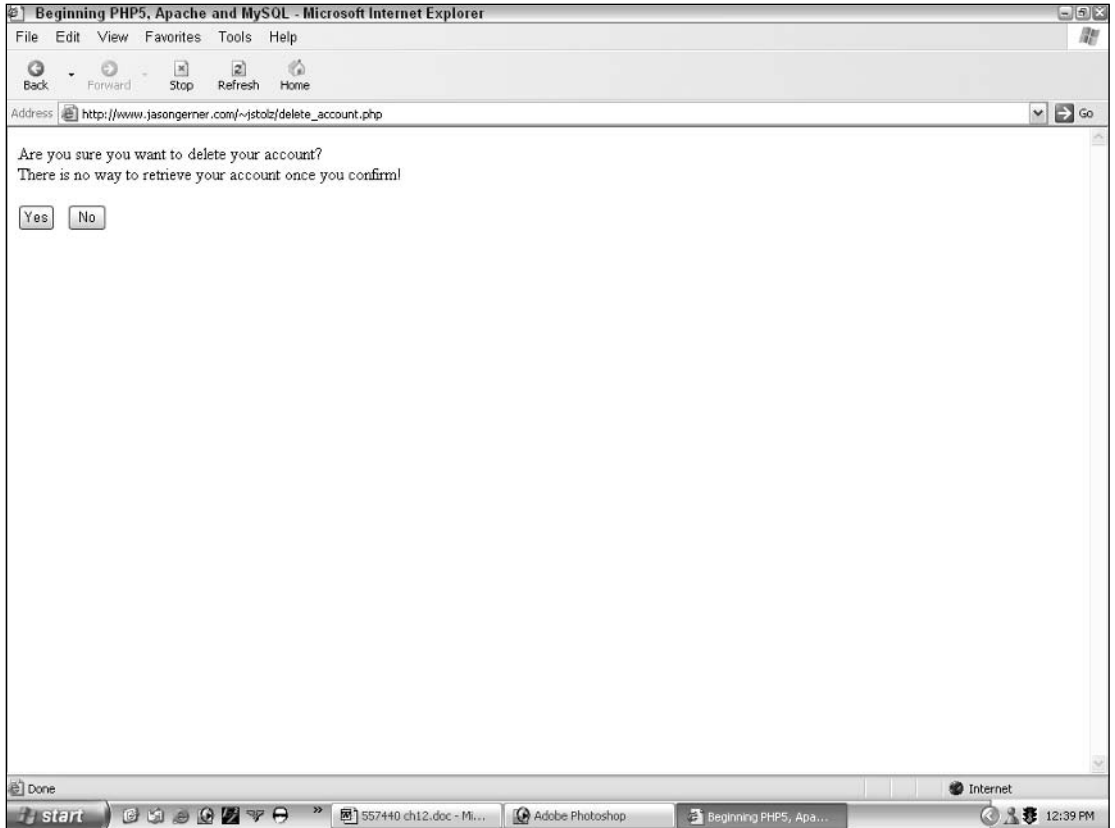 Beginning PHP5, Apache and MySQL - Microsoft Internet Explorer
File Edit View Favorites Tools Help
Back Forward Stop Refresh Home
Address http://www.jasongerner.com/~jstolz/delete_account.php Go
Are you sure you want to delete your account?
There is no way to retrieve your account once you confirm!
Yes No
Done Internet
start » 557440 ch12.doc - Mi... Adobe Photoshop Beginning PHP5, Apa... 12:39 PM